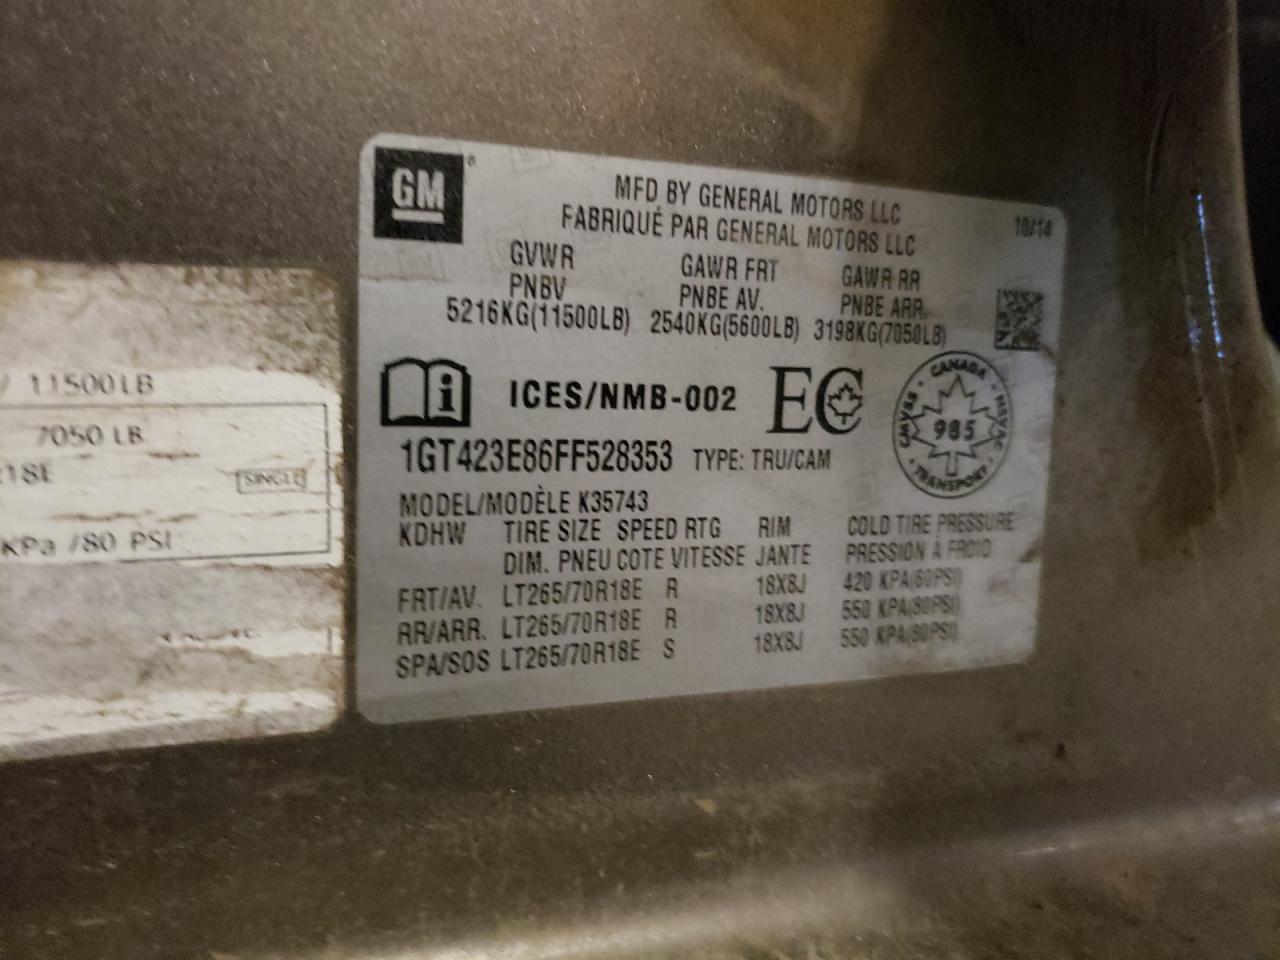 GM
MFD BY GENERAL MOTORS LLC
FABRIQUÉ PAR GENERAL MOTORS LLC
10/14
GVWR GAWR FRT GAWR RR
PNBV PNBE AV. PNBE ARR.
5216KG(11500LB) 2540KG(5600LB) 3198KG(7050LB)
i ICES/NMB-002 EC
CANADA
CMVSS 985 NSVAC
TRANSPORT
1GT423E86FF528353 TYPE: TRU/CAM
MODEL/MODÈLE K35743
KDHW TIRE SIZE SPEED RTG RIM COLD TIRE PRESSURE
DIM. PNEU COTE VITESSE JANTE PRESSION À FROID
FRT/AV. LT265/70R18E R 18X8J 420 KPA(60PSI)
RR/ARR. LT265/70R18E R 18X8J 550 KPA(80PSI)
SPA/SOS LT265/70R18E S 18X8J 550 KPA(80PSI)
/ 11500LB
7050 LB
18E SINGLE
KPa /80 PSI